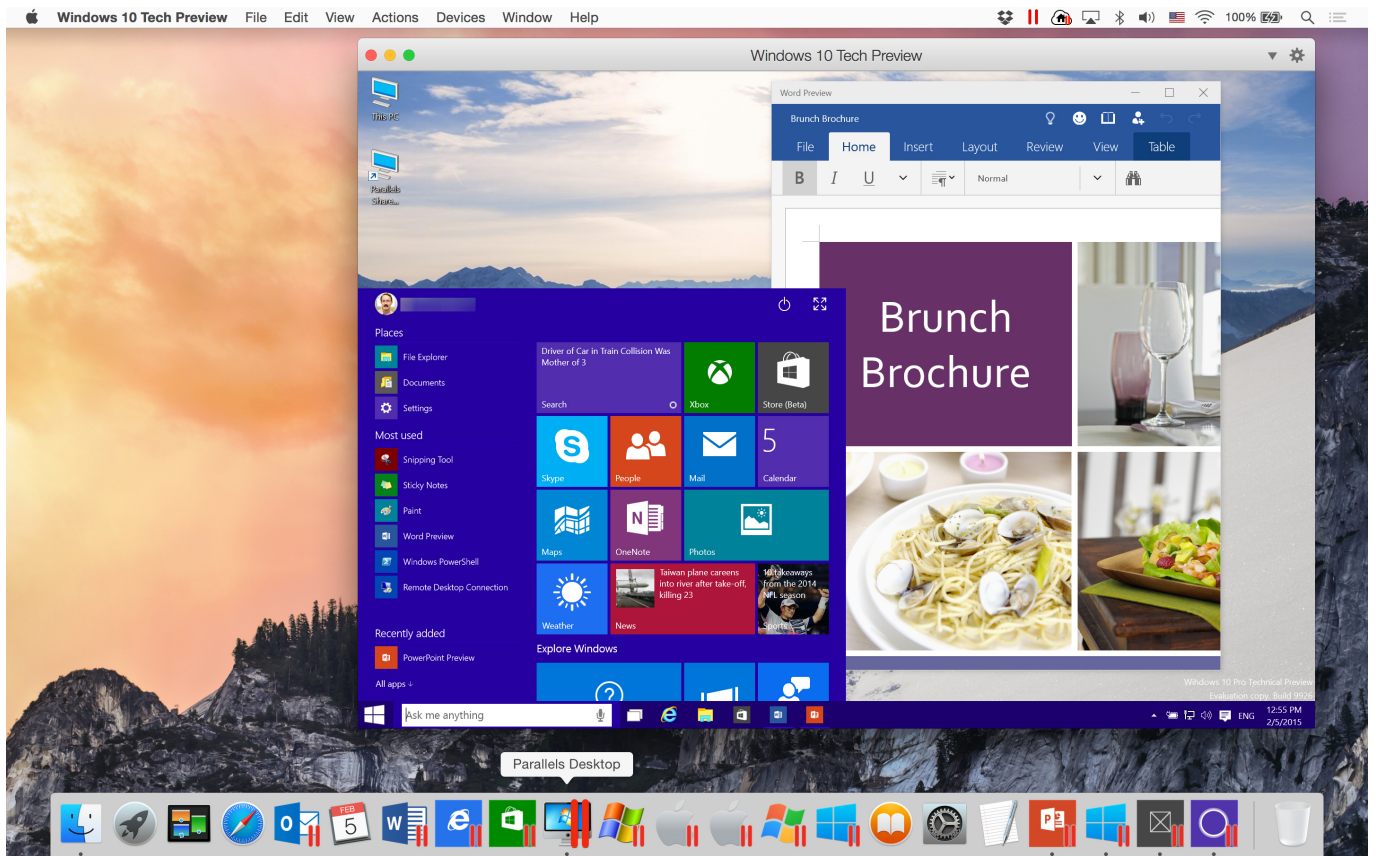 Windows 10 Tech Preview File Edit View Actions Devices Window Help
100%
Windows 10 Tech Preview
This PC
Parallels
Share...
Word Preview
Brunch Brochure
File Home Insert Layout Review View Table
B I U Normal
Brunch
Brochure
Places
File Explorer
Documents
Settings
Most used
Snipping Tool
Sticky Notes
Paint
Word Preview
Windows PowerShell
Remote Desktop Connection
Recently added
PowerPoint Preview
All apps
Driver of Car in Train Collision Was
Mother of 3
Search
Xbox
Store (Beta)
Skype
People
Mail
5
Calendar
Maps
OneNote
Photos
Weather
Taiwan plane careens
into river after take-off,
killing 23
News
10 takeaways
from the 2014
NFL season
Sports
Explore Windows
Windows 10 Pro Technical Preview
Evaluation copy. Build 9926
Ask me anything
ENG
12:55 PM
2/5/2015
Parallels Desktop
FEB
5